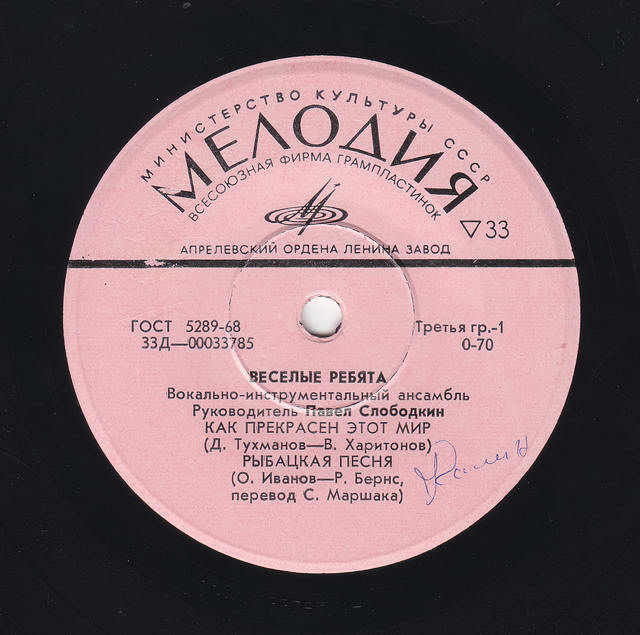 МИНИСТЕРСТВО КУЛЬТУРЫ СССР
МЕЛОДИЯ
ВСЕСОЮЗНАЯ ФИРМА ГРАМПЛАСТИНОК
▽33
АПРЕЛЕВСКИЙ ОРДЕНА ЛЕНИНА ЗАВОД
ГОСТ 5289-68
Третья гр.-1
33Д—00033785
0-70
ВЕСЕЛЫЕ РЕБЯТА
Вокально-инструментальный ансамбль
Руководитель Павел Слободкин
КАК ПРЕКРАСЕН ЭТОТ МИР
(Д. Тухманов—В. Харитонов)
РЫБАЦКАЯ ПЕСНЯ
(О. Иванов—Р. Бернс,
перевод С. Маршака)